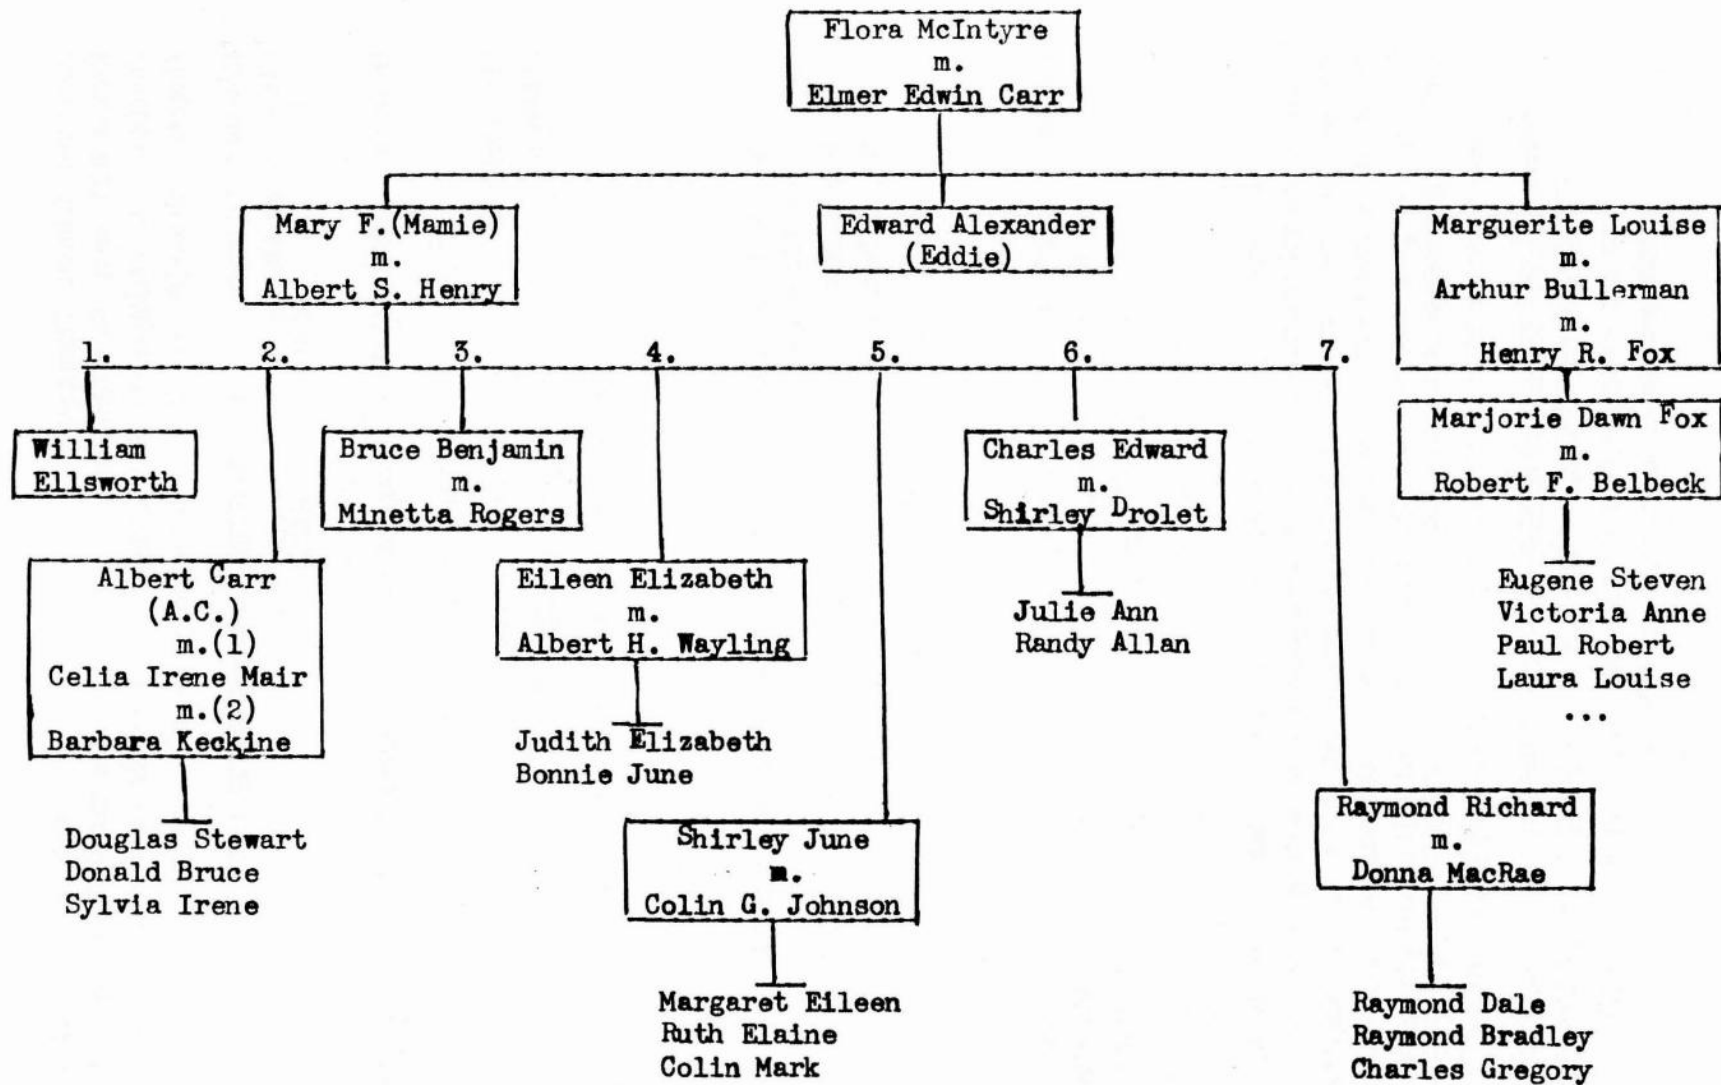 Flora McIntyre
m.
Elmer Edwin Carr
Mary F.(Mamie)
m.
Albert S. Henry
Edward Alexander
(Eddie)
Marguerite Louise
m.
Arthur Bullerman
m.
Henry R. Fox
1. 2. 3. 4. 5. 6. 7.
William
Ellsworth
Albert Carr
(A.C.)
m.(1)
Celia Irene Mair
m.(2)
Barbara Keckine
Douglas Stewart
Donald Bruce
Sylvia Irene
Bruce Benjamin
m.
Minetta Rogers
Eileen Elizabeth
m.
Albert H. Wayling
Judith Elizabeth
Bonnie June
Shirley June
m.
Colin G. Johnson
Margaret Eileen
Ruth Elaine
Colin Mark
Charles Edward
m.
Shirley Drolet
Julie Ann
Randy Allan
Raymond Richard
m.
Donna MacRae
Raymond Dale
Raymond Bradley
Charles Gregory
Marjorie Dawn Fox
m.
Robert F. Belbeck
Eugene Steven
Victoria Anne
Paul Robert
Laura Louise
...